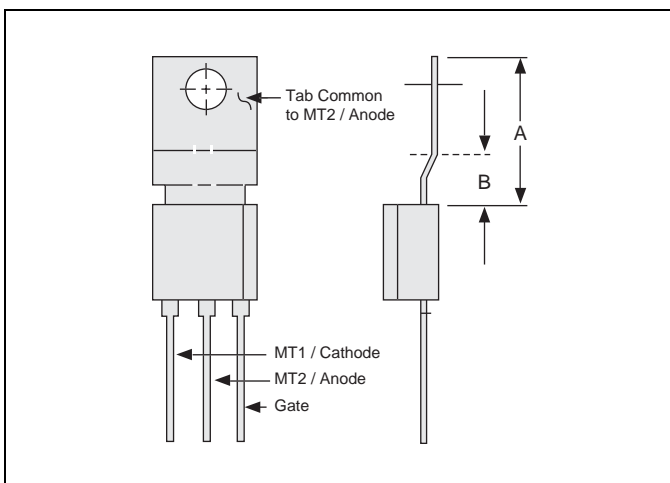 Tab Common
to MT2 / Anode
A
B
MT1 / Cathode
MT2 / Anode
Gate